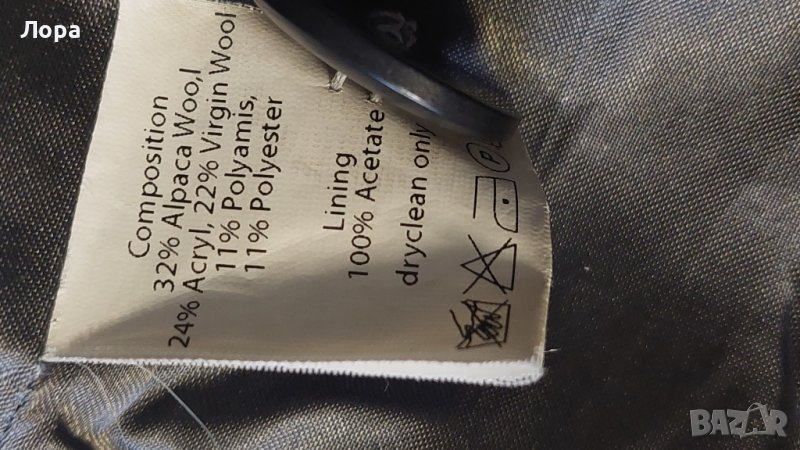 Лора
Composition
32% Alpaca Woo,l
24% Acryl, 22% Virgin Wool
11% Polyamis,
11% Polyester
Lining
100% Acetate
dryclean only
P
BAZAR